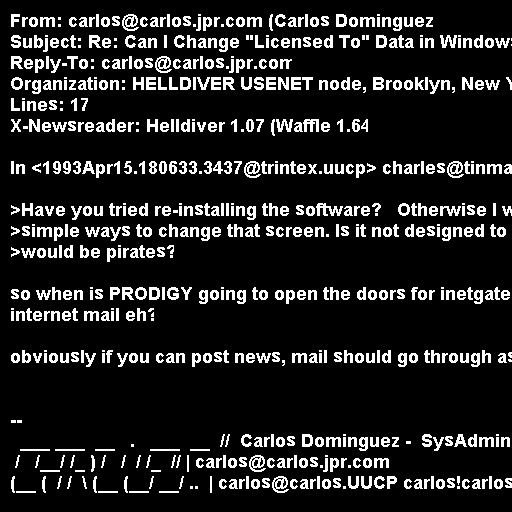 From: carlos@carlos.jpr.com (Carlos Dominguez
Subject: Re: Can I Change "Licensed To" Data in Windows
Reply-To: carlos@carlos.jpr.com
Organization: HELLDIVER USENET node, Brooklyn, New Y
Lines: 17
X-Newsreader: Helldiver 1.07 (Waffle 1.64
In <1993Apr15.180633.3437@trintex.uucp> charles@tinma
>Have you tried re-installing the software?   Otherwise I w
>simple ways to change that screen. Is it not designed to
>would be pirates?
so when is PRODIGY going to open the doors for inetgate
internet mail eh?
obviously if you can post news, mail should go through as
--
___ ____ __ . ____ __ // Carlos Dominguez - SysAdmin
/ /__/ /_ ) / / / /_ // | carlos@carlos.jpr.com
(__ ( / / \ (__ (__/ __/ .. | carlos@carlos.UUCP carlos!carlos